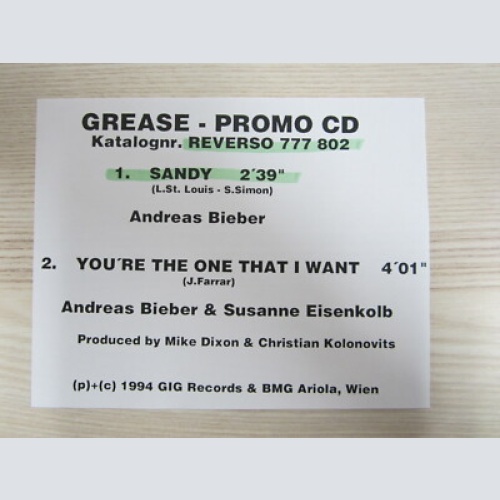 GREASE - PROMO CD
Katalognr. REVERSO 777 802
1. SANDY 2´39"
(L.St. Louis - S.Simon)
Andreas Bieber
2. YOU´RE THE ONE THAT I WANT 4´01"
(J.Farrar)
Andreas Bieber & Susanne Eisenkolb
Produced by Mike Dixon & Christian Kolonovits
(p)+(c) 1994 GIG Records & BMG Ariola, Wien